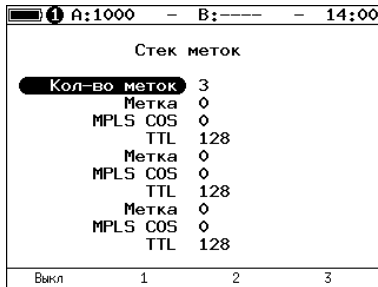 1 A:1000 – B:---- – 14:00
Стек меток
Кол-во меток 3
Метка 0
MPLS COS 0
TTL 128
Метка 0
MPLS COS 0
TTL 128
Метка 0
MPLS COS 0
TTL 128
Выкл 1 2 3